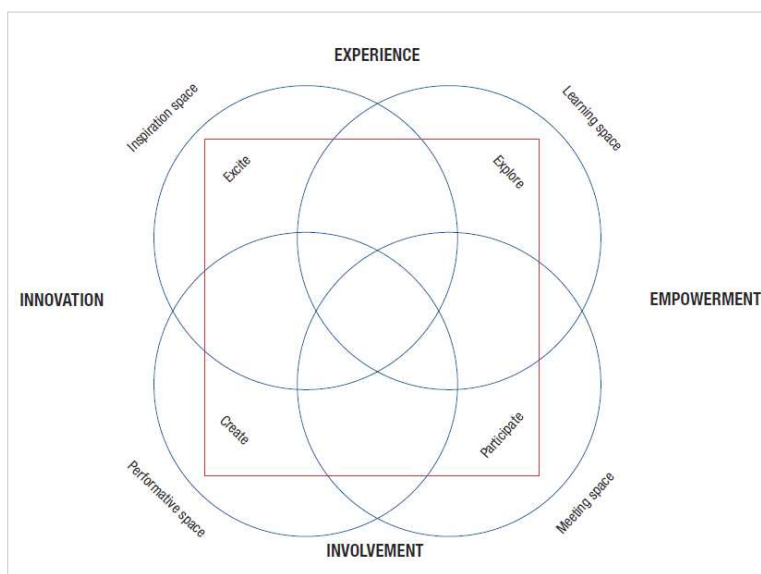 EXPERIENCE
Inspiration space
Learning space
Excite
Explore
INNOVATION
EMPOWERMENT
Create
Participate
Performative space
Meeting space
INVOLVEMENT